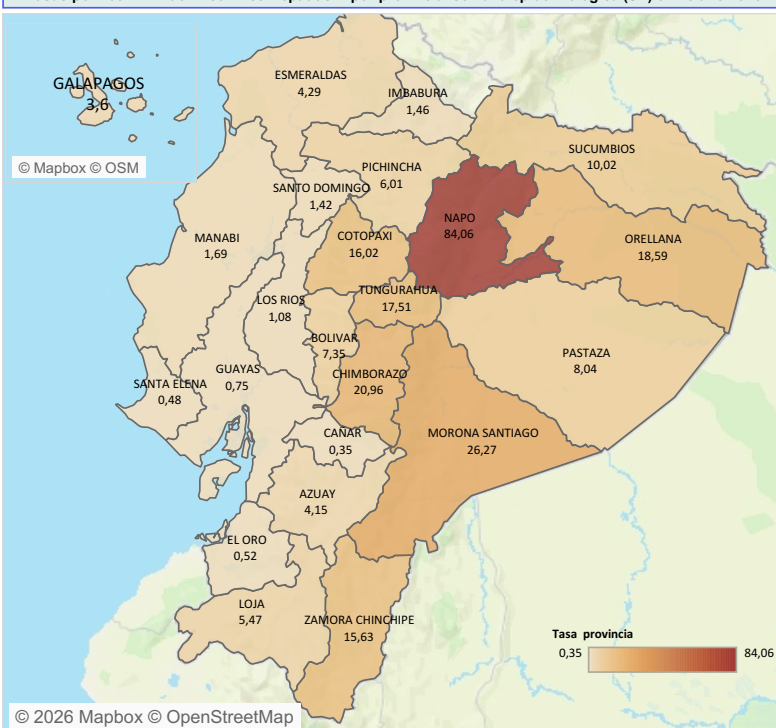 GALAPAGOS
3,6
© Mapbox © OSM
ESMERALDAS
4,29
IMBABURA
1,46
SUCUMBIOS
10,02
PICHINCHA
6,01
SANTO DOMINGO
1,42
NAPO
84,06
MANABI
1,69
COTOPAXI
16,02
ORELLANA
18,59
TUNGURAHUA
17,51
LOS RIOS
1,08
BOLIVAR
7,35
PASTAZA
8,04
GUAYAS
0,75
CHIMBORAZO
20,96
SANTA ELENA
0,48
CAÑAR
0,35
MORONA SANTIAGO
26,27
AZUAY
4,15
EL ORO
0,52
LOJA
5,47
ZAMORA CHINCHIPE
15,63
Tasa provincia
0,35
84,06
© 2026 Mapbox © OpenStreetMap